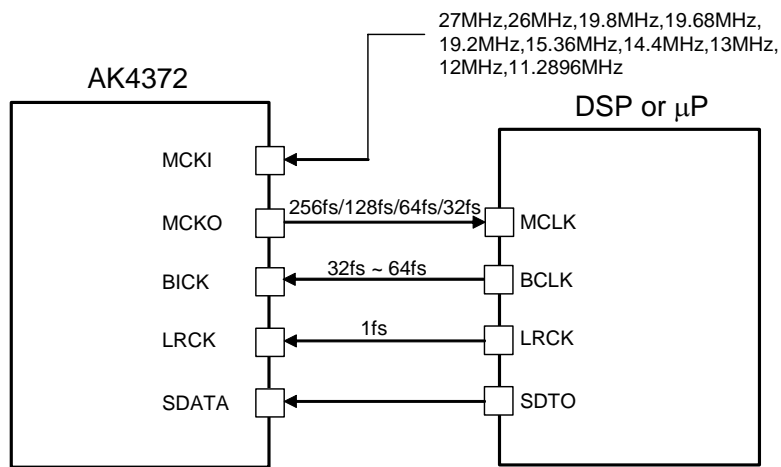 27MHz,26MHz,19.8MHz,19.68MHz,
19.2MHz,15.36MHz,14.4MHz,13MHz,
12MHz,11.2896MHz
AK4372
DSP or μP
MCKI
MCKO
256fs/128fs/64fs/32fs
MCLK
BICK
32fs ~ 64fs
BCLK
LRCK
1fs
LRCK
SDATA
SDTO